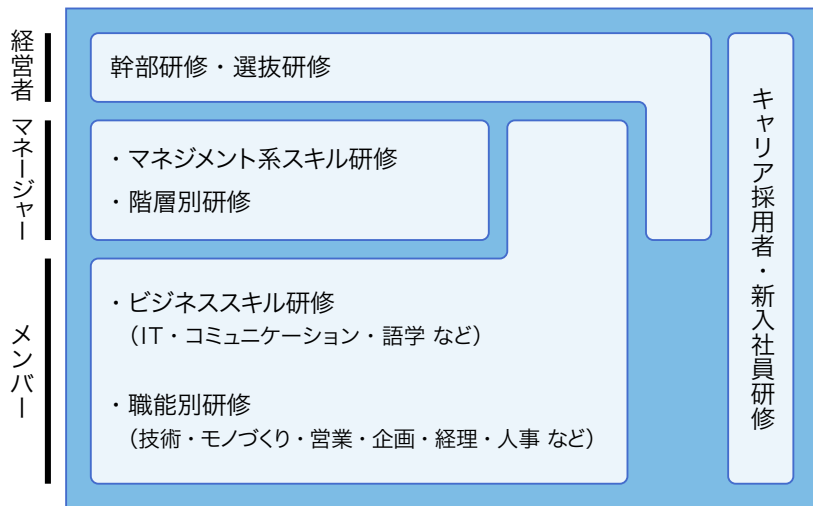 経営者
幹部研修・選抜研修
マネージャー
・マネジメント系スキル研修
・階層別研修
メンバー
・ビジネススキル研修
（IT・コミュニケーション・語学 など）
・職能別研修
（技術・モノづくり・営業・企画・経理・人事 など）
キャリア採用者・新入社員研修